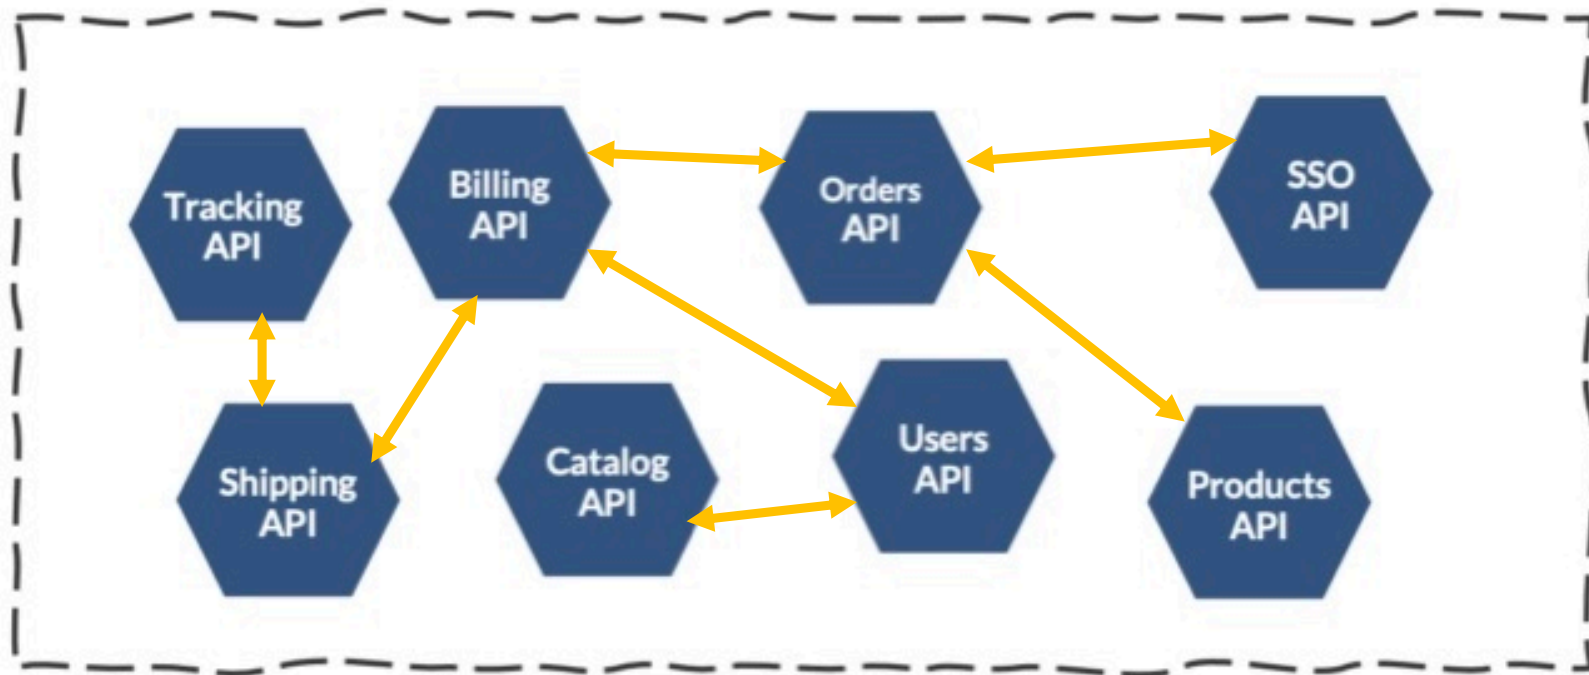 Tracking
API
Billing
API
Orders
API
SSO
API
Shipping
API
Catalog
API
Users
API
Products
API